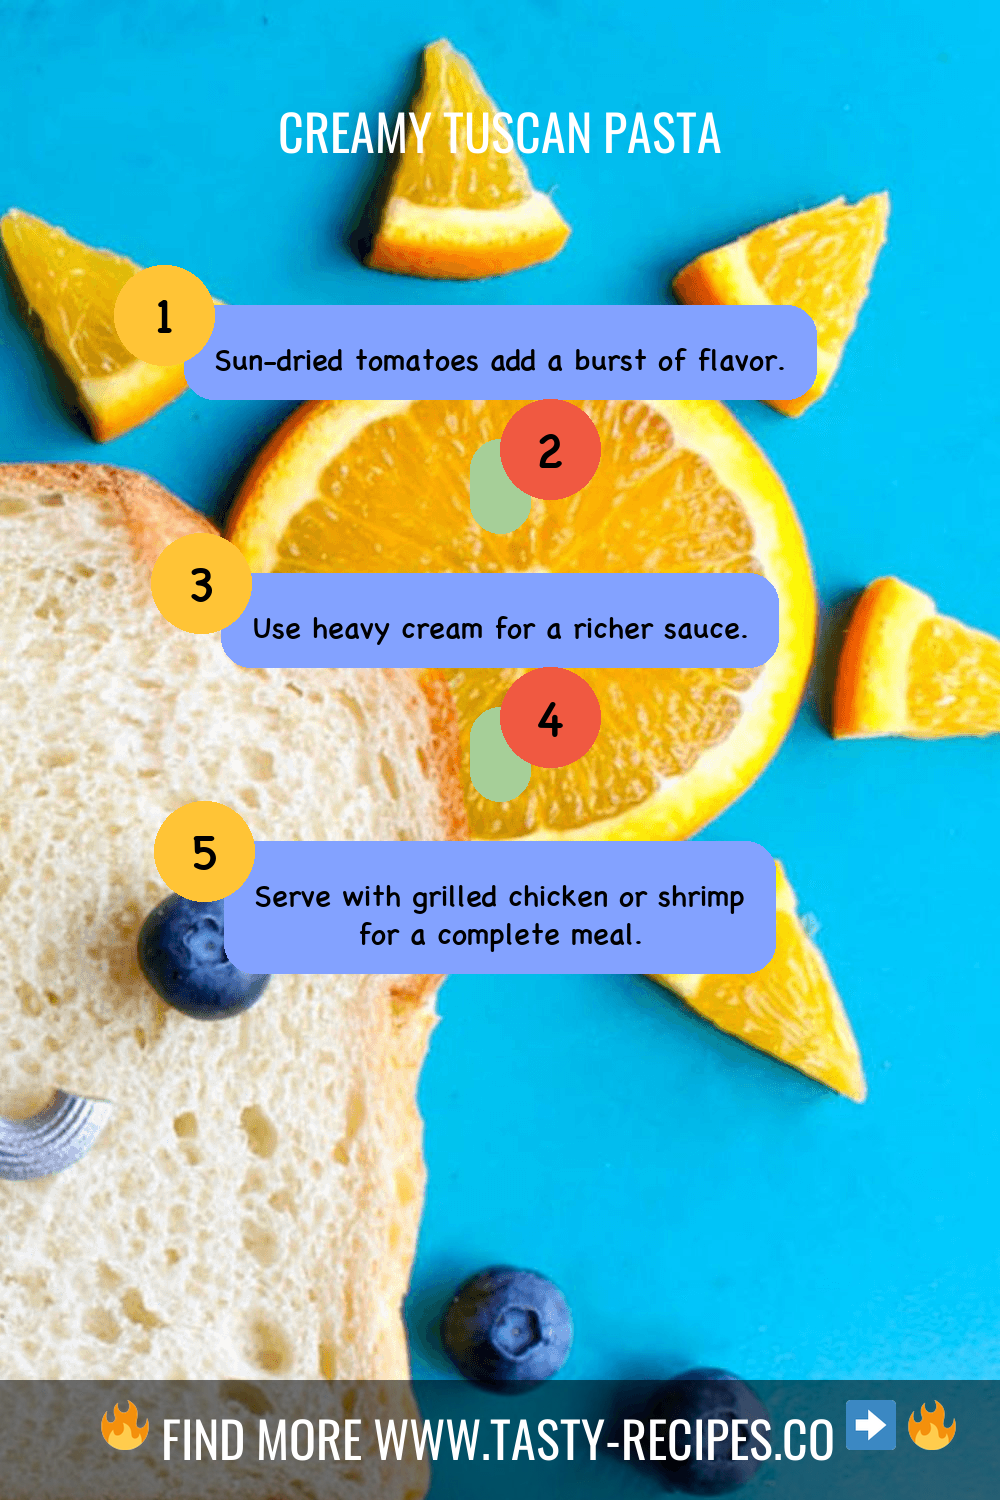 CREAMY TUSCAN PASTA
1
Sun-dried tomatoes add a burst of flavor.
2
3
Use heavy cream for a richer sauce.
4
5
Serve with grilled chicken or shrimp
for a complete meal.
🔥 FIND MORE WWW.TASTY-RECIPES.CO ➡️ 🔥